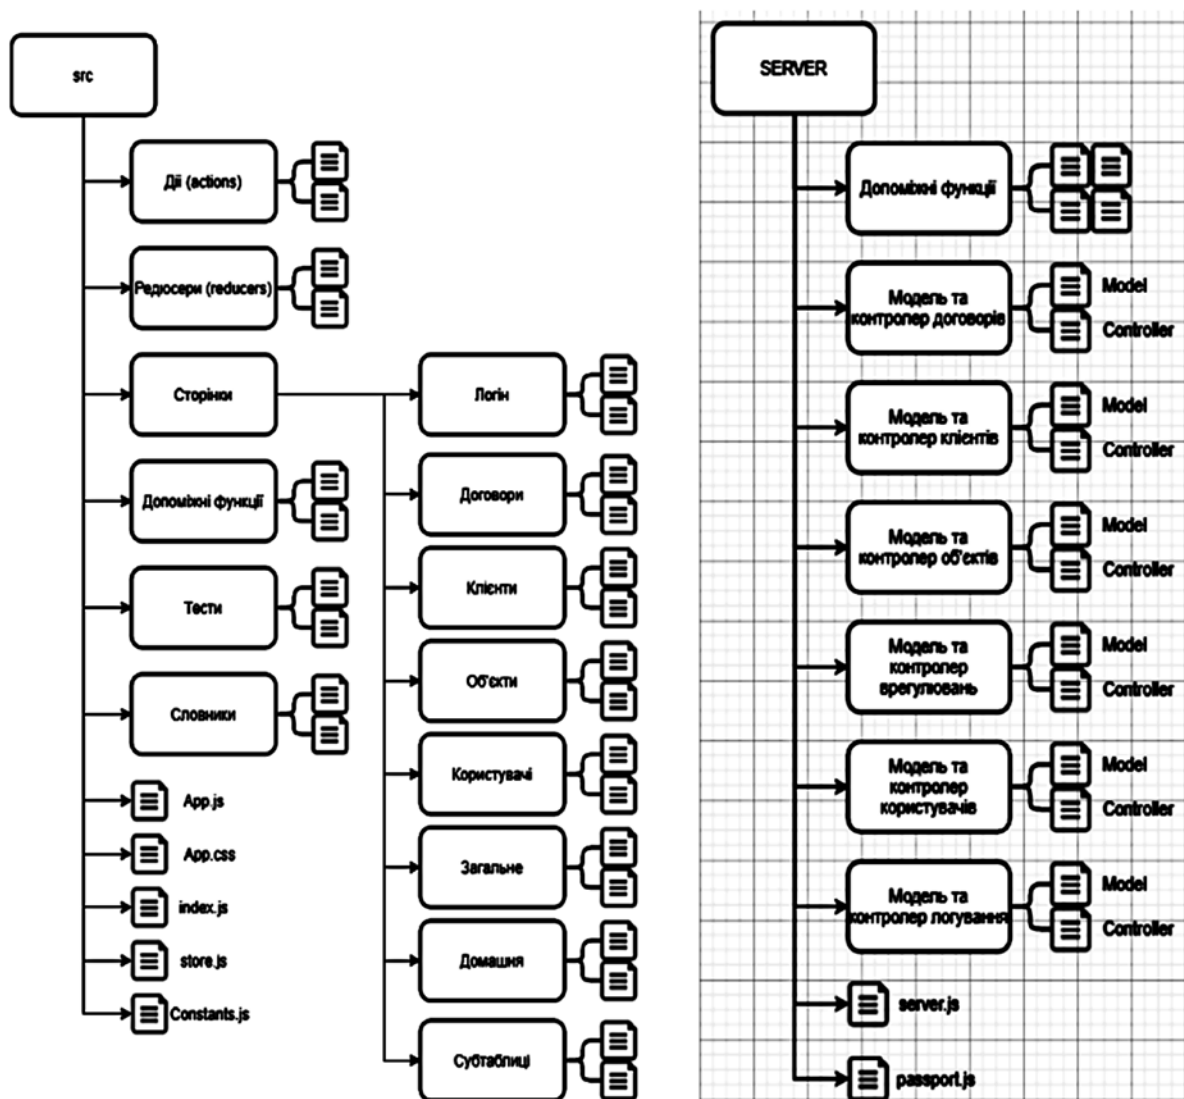 src
Дії (actions)
Редюсери (reducers)
Сторінки
Допоміжні функції
Тести
Словники
App.js
App.css
index.js
store.js
Constants.js
Логін
Договори
Клієнти
Об'єкти
Користувачі
Загальне
Домашня
Субтаблиці
SERVER
Допоміжні функції
Модель та
контролер договорів
Model
Controller
Модель та
контролер клієнтів
Model
Controller
Модель та
контролер об'єктів
Model
Controller
Модель та
контролер
врегулювань
Model
Controller
Модель та
контролер
користувачів
Model
Controller
Модель та
контролер логування
Model
Controller
server.js
passport.js